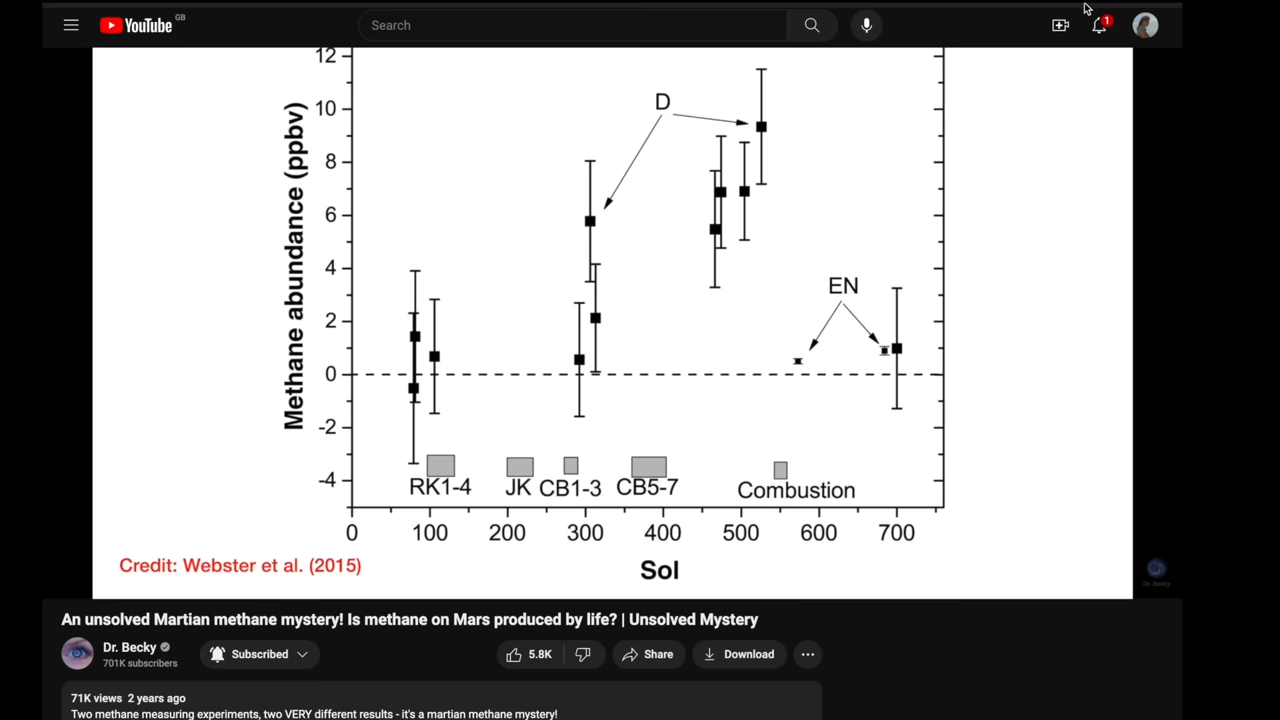 YouTube GB
Search
1
12
10
8
6
4
2
0
-2
-4
Methane abundance (ppbv)
D
EN
RK1-4 JK CB1-3 CB5-7 Combustion
0 100 200 300 400 500 600 700
Sol
Credit: Webster et al. (2015)
Dr. Becky
An unsolved Martian methane mystery! Is methane on Mars produced by life? | Unsolved Mystery
Dr. Becky
701K subscribers
Subscribed
5.8K
Share
Download
71K views 2 years ago
Two methane measuring experiments, two VERY different results - it's a martian methane mystery!